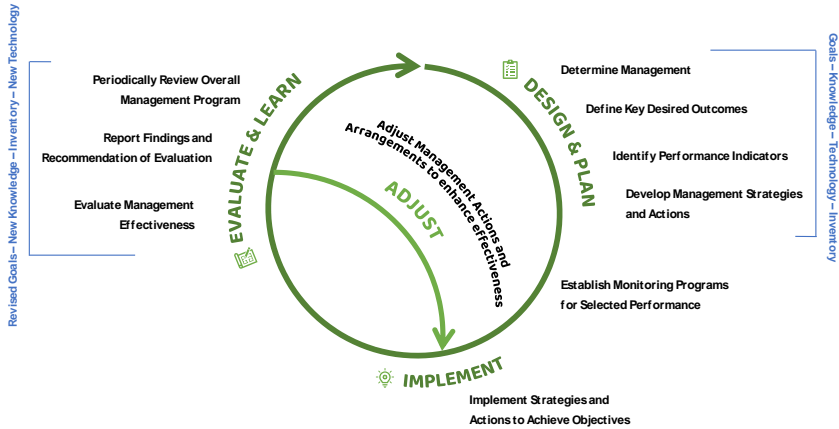 Revised Goals – New Knowledge – Inventory – New Technology
Periodically Review Overall
Management Program
Report Findings and
Recommendation of Evaluation
Evaluate Management
Effectiveness
EVALUATE & LEARN
Adjust Management Actions and
Arrangements to enhance effectiveness
ADJUST
DESIGN & PLAN
Determine Management
Define Key Desired Outcomes
Identify Performance Indicators
Develop Management Strategies
and Actions
Establish Monitoring Programs
for Selected Performance
Goals – Knowledge – Technology – Inventory
IMPLEMENT
Implement Strategies and
Actions to Achieve Objectives